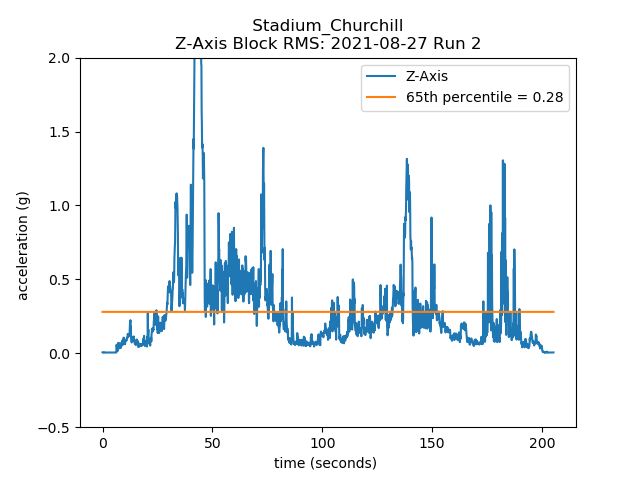 Stadium_Churchill
Z-Axis Block RMS: 2021-08-27 Run 2
Z-Axis
65th percentile = 0.28
2.0
1.5
1.0
0.5
0.0
−0.5
acceleration (g)
0 50 100 150 200
time (seconds)